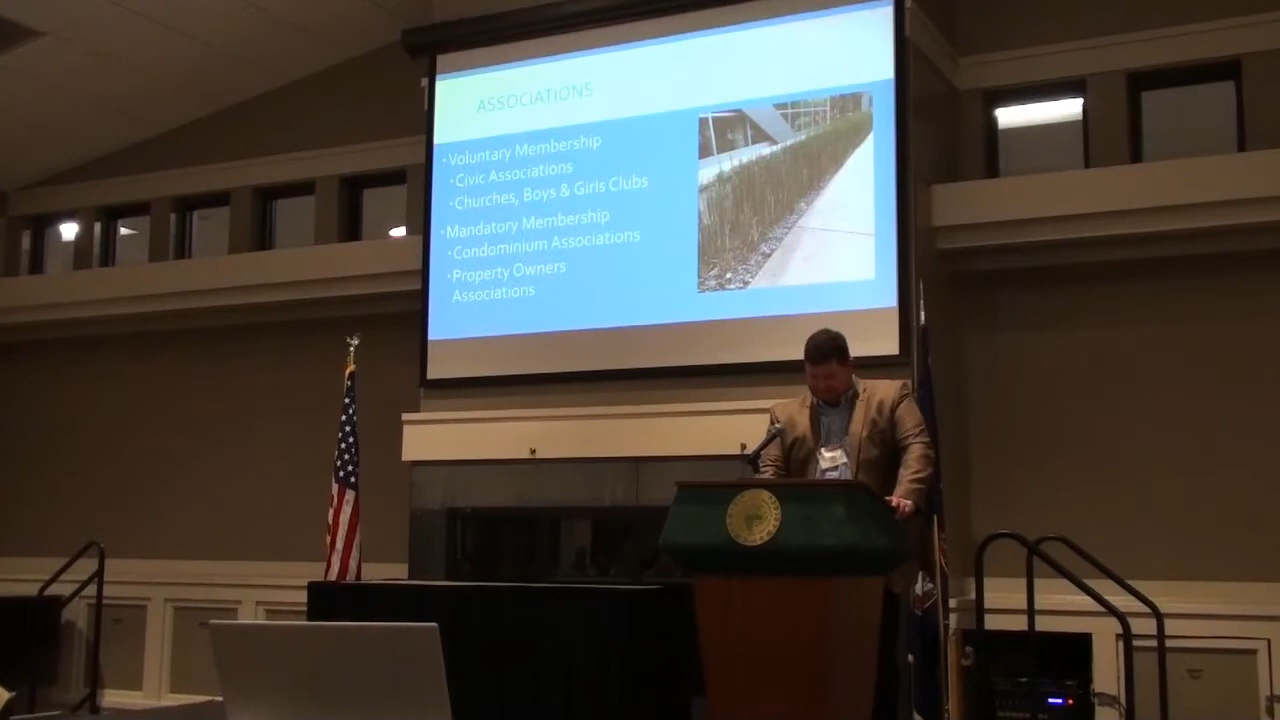 ASSOCIATIONS
• Voluntary Membership
• Civic Associations
• Churches, Boys & Girls Clubs
• Mandatory Membership
• Condominium Associations
• Property Owners
Associations